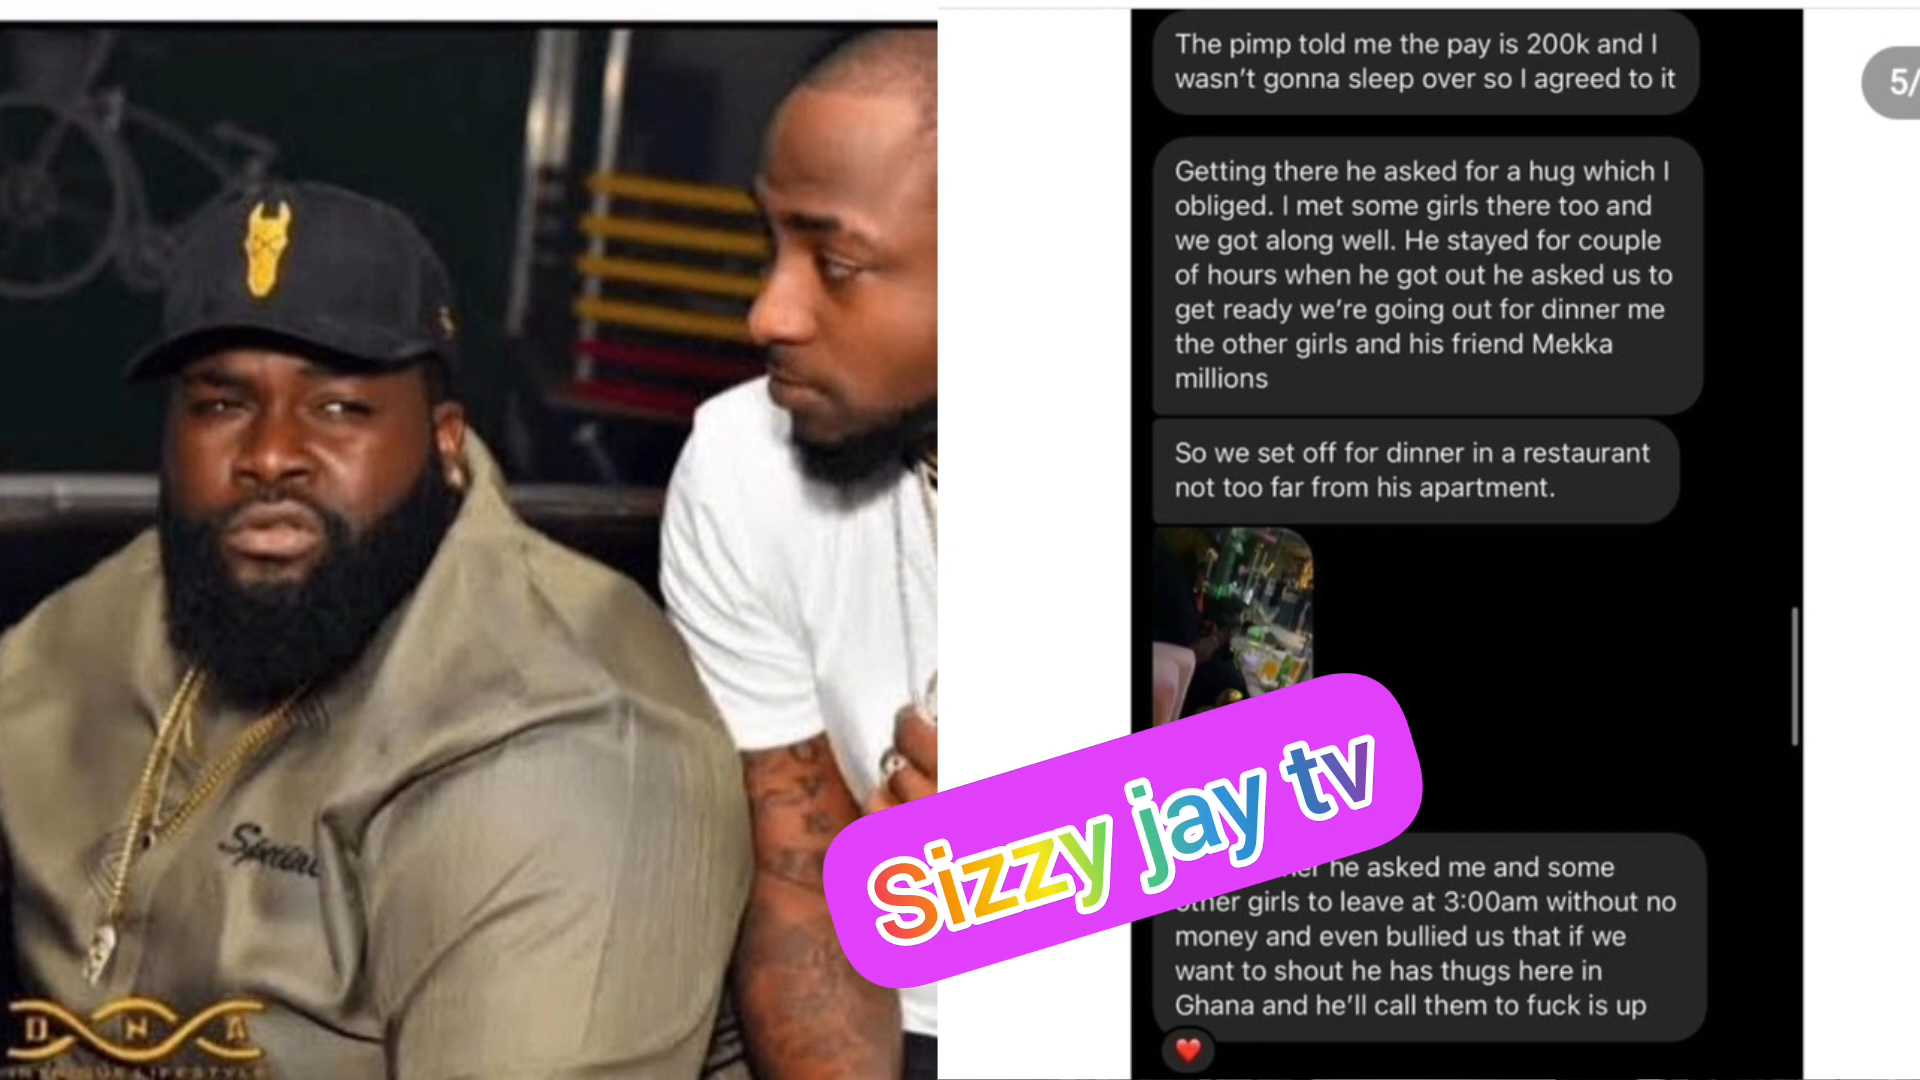 The pimp told me the pay is 200k and I
wasn't gonna sleep over so I agreed to it
5/
Getting there he asked for a hug which I
obliged. I met some girls there too and
we got along well. He stayed for couple
of hours when he got out he asked us to
get ready we're going out for dinner me
the other girls and his friend Mekka
millions
So we set off for dinner in a restaurant
not too far from his apartment.
Sizzy jay tv
he asked me and some
other girls to leave at 3:00am without no
money and even bullied us that if we
want to shout he has thugs here in
Ghana and he'll call them to fuck is up
Special
DNA